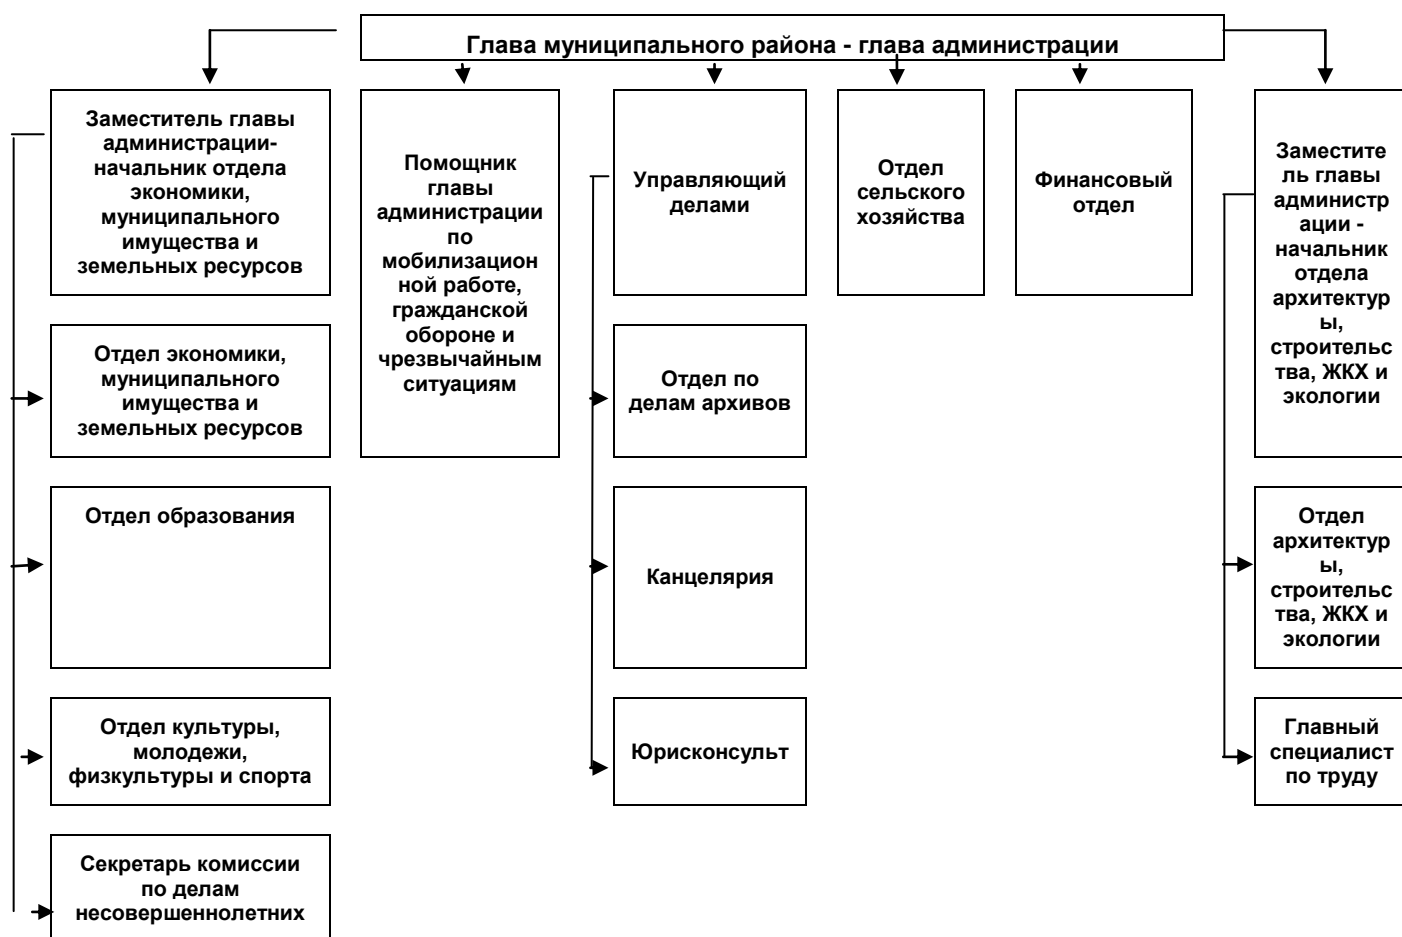 Глава муниципального района - глава администрации
Заместитель главы
администрации-
начальник отдела
экономики,
муниципального
имущества и
земельных ресурсов
Помощник
главы
администрации
по
мобилизацион
ной работе,
гражданской
обороне и
чрезвычайным
ситуациям
Управляющий
делами
Отдел
сельского
хозяйства
Финансовый
отдел
Заместите
ль главы
администр
ации -
начальник
отдела
архитектур
ы,
строительс
тва, ЖКХ и
экологии
Отдел экономики,
муниципального
имущества и
земельных ресурсов
Отдел по
делам архивов
Отдел образования
Канцелярия
Отдел
архитектур
ы,
строительс
тва, ЖКХ и
экологии
Отдел культуры,
молодежи,
физкультуры и спорта
Юрисконсульт
Главный
специалист
по труду
Секретарь комиссии
по делам
несовершеннолетних